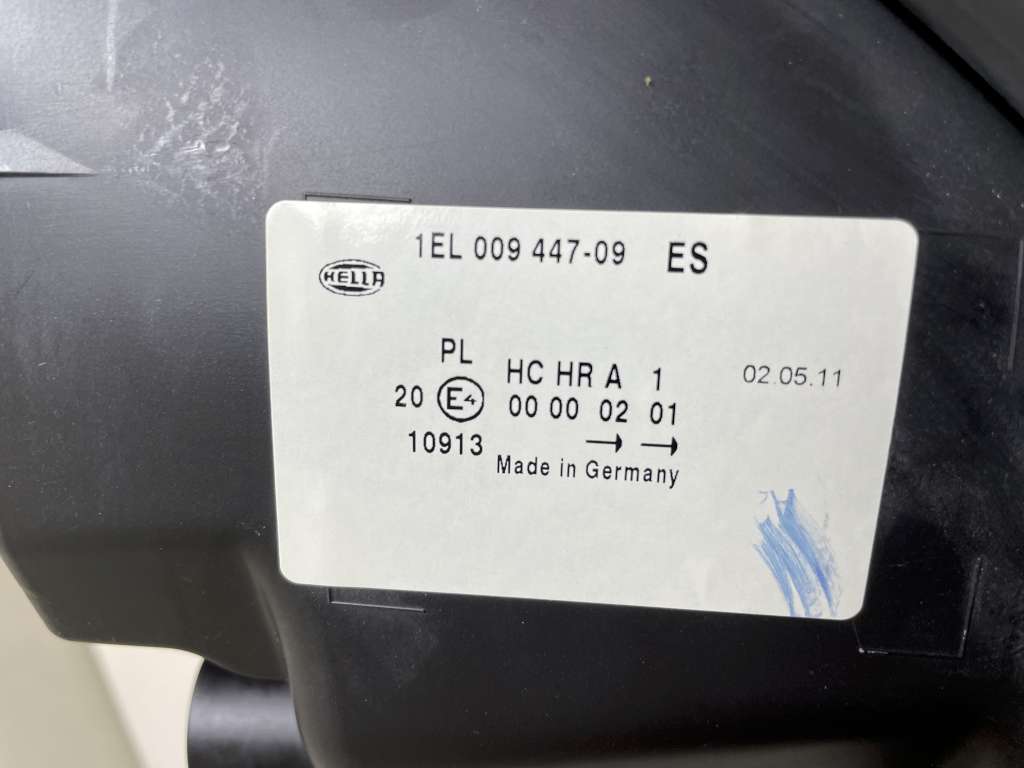 1EL 009 447-09 ES
HELLA
PL HC HR A 1 02.05.11
20 E4 00 00 02 01
10913 → →
Made in Germany